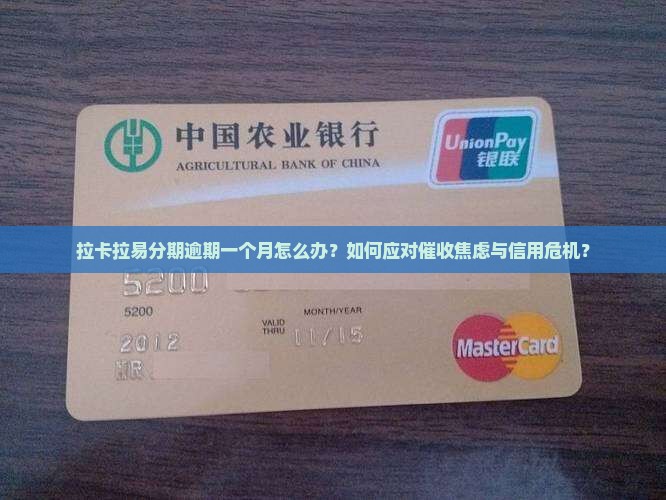 中国农业银行
AGRICULTURAL BANK OF CHINA
UnionPay
银联
拉卡拉易分期逾期一个月怎么办？如何应对催收焦虑与信用危机？
5200
5200
MONTH/YEAR
VALID THRU 11/15
2012
MR
MasterCard